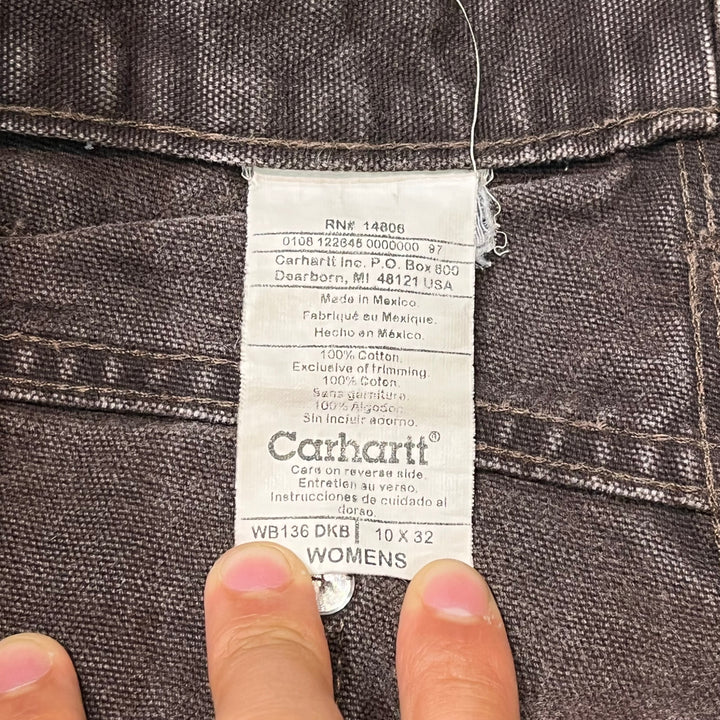 RN# 14806
0108 122646 0000000 97
Carhartt Inc. P.O. Box 600
Dearborn, MI 48121 USA
Made in Mexico.
Fabriqué au Mexique.
Hecho en México.
100% Cotton.
Exclusive of trimming.
100% Coton.
Sans garniture.
100% Algodon.
Sin incluir adorno.
Carhartt®
Care on reverse side.
Entretien au verso.
Instrucciones de cuidado al
dorso.
WB136 DKB 10 X 32
WOMENS